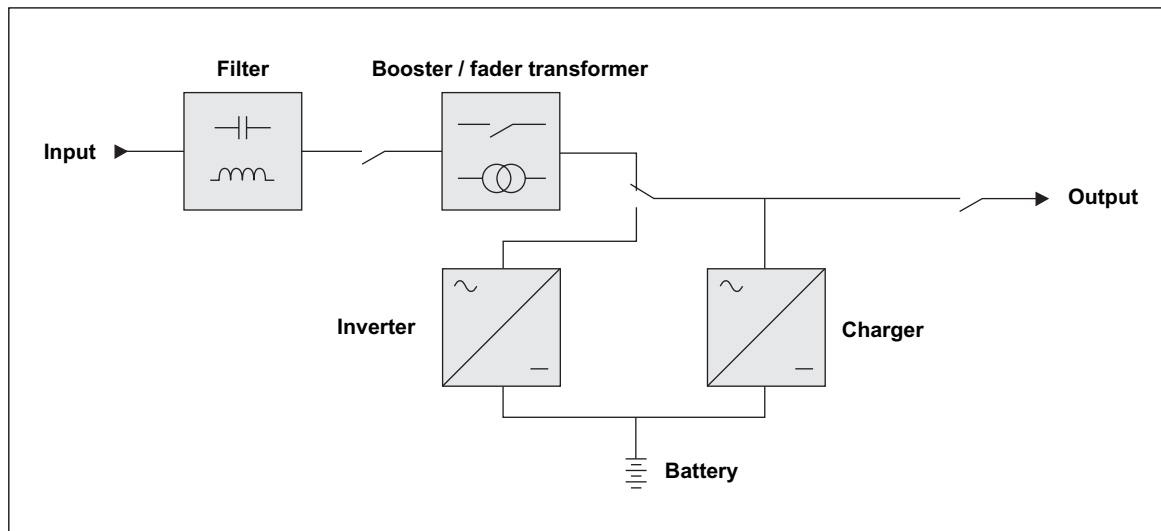 Filter
Booster / fader transformer
Input
Output
Inverter
Charger
Battery